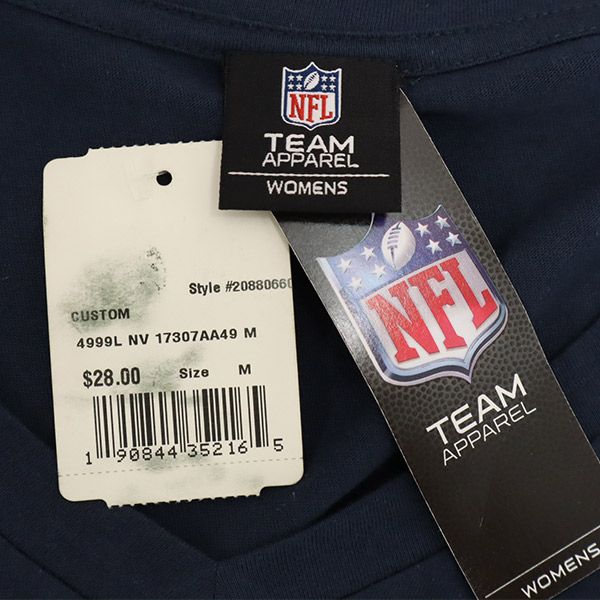 NFL
TEAM
APPAREL
WOMENS
Style #20880660
CUSTOM
4999L NV 17307AA49 M
$28.00 Size M
1 90844 35216 5
NFL
TEAM
APPAREL
WOMENS